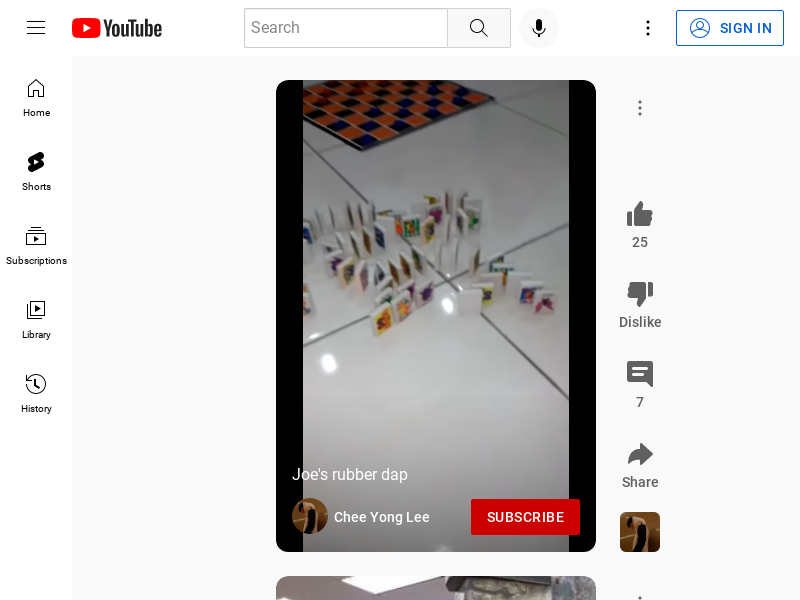 YouTube
Search
SIGN IN
Home
Shorts
Subscriptions
Library
History
25
Dislike
7
Share
Joe's rubber dap
Chee Yong Lee
SUBSCRIBE